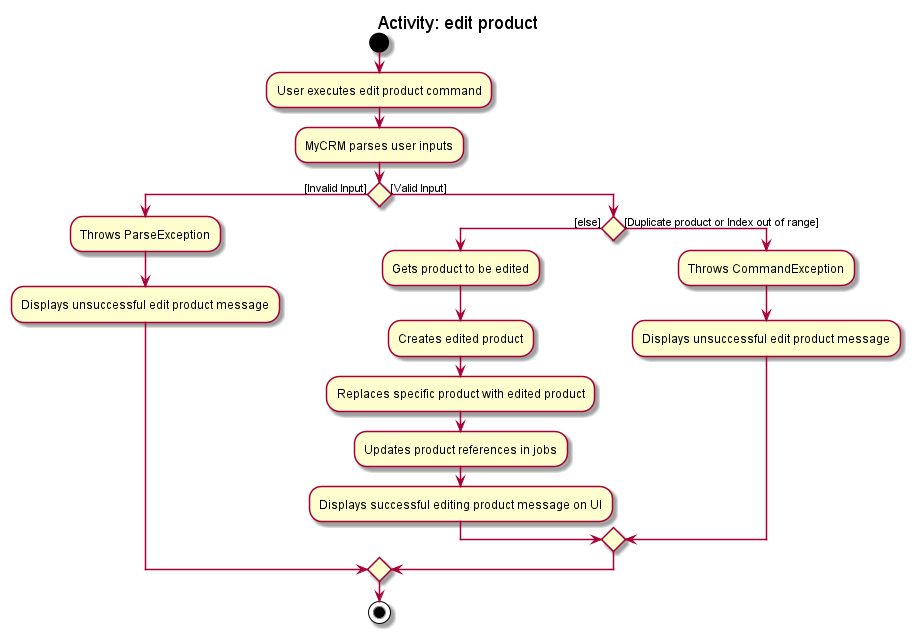 Activity: edit product
User executes edit product command
MyCRM parses user inputs
[Invalid Input]
[Valid Input]
Throws ParseException
Displays unsuccessful edit product message
[else]
[Duplicate product or Index out of range]
Gets product to be edited
Creates edited product
Replaces specific product with edited product
Updates product references in jobs
Displays successful editing product message on UI
Throws CommandException
Displays unsuccessful edit product message